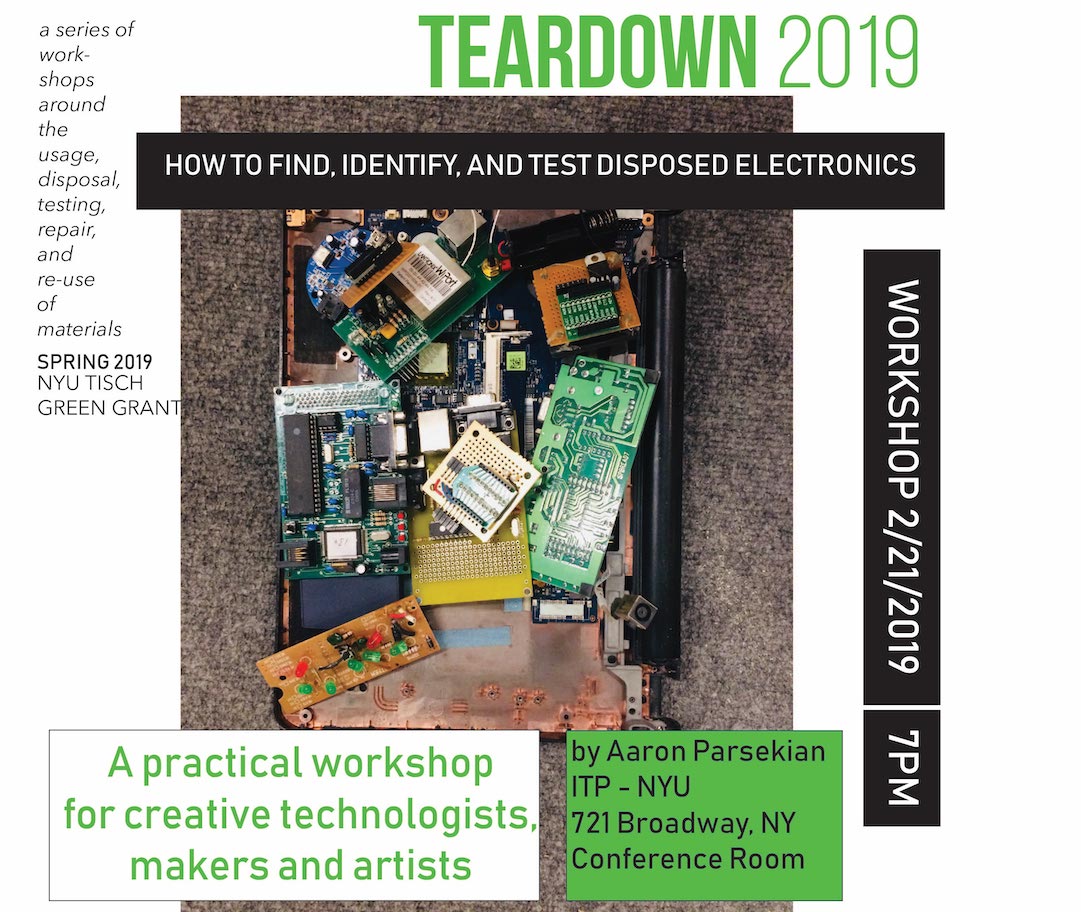 a series of
work-
shops
around
the
usage,
disposal,
testing,
repair,
and
re-use
of
materials
SPRING 2019
NYU TISCH
GREEN GRANT
TEARDOWN 2019
HOW TO FIND, IDENTIFY, AND TEST DISPOSED ELECTRONICS
WORKSHOP 2/21/2019
7PM
A practical workshop
for creative technologists,
makers and artists
by Aaron Parsekian
ITP - NYU
721 Broadway, NY
Conference Room